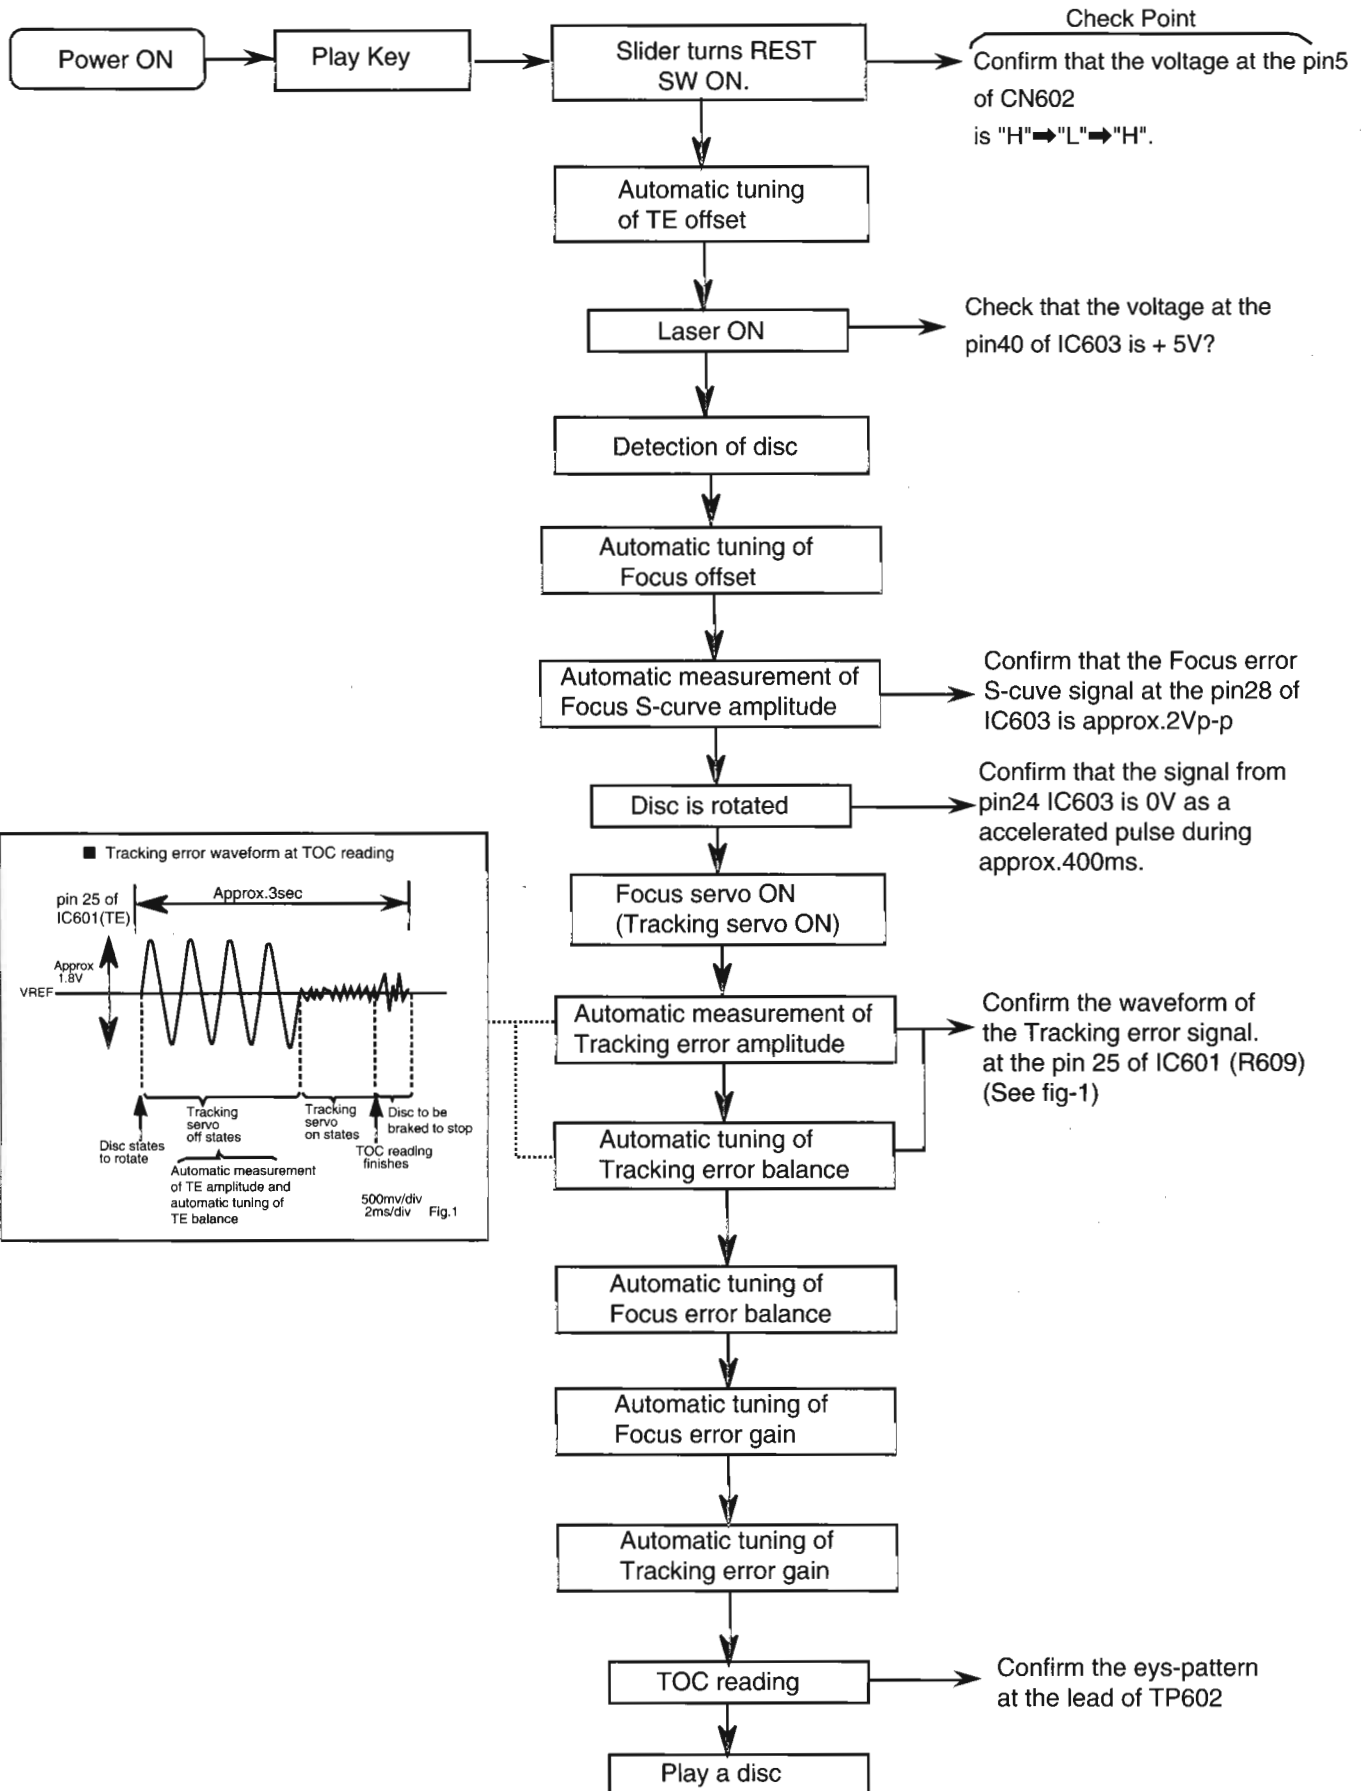 Check Point
Power ON
Play Key
Slider turns REST
SW ON.
Confirm that the voltage at the pin5
of CN602
is "H"➡"L"➡"H".
Automatic tuning
of TE offset
Laser ON
Check that the voltage at the
pin40 of IC603 is + 5V?
Detection of disc
Automatic tuning of
Focus offset
Automatic measurement of
Focus S-curve amplitude
Confirm that the Focus error
S-cuve signal at the pin28 of
IC603 is approx.2Vp-p
Disc is rotated
Confirm that the signal from
pin24 IC603 is 0V as a
accelerated pulse during
approx.400ms.
Focus servo ON
(Tracking servo ON)
■ Tracking error waveform at TOC reading
pin 25 of
IC601(TE)
Approx.3sec
Approx
1.8V
VREF
Tracking
servo
off states
Tracking
servo
on states
Disc to be
braked to stop
Disc states
to rotate
TOC reading
finishes
Automatic measurement
of TE amplitude and
automatic tuning of
TE balance
500mv/div
2ms/div Fig.1
Automatic measurement of
Tracking error amplitude
Confirm the waveform of
the Tracking error signal.
at the pin 25 of IC601 (R609)
(See fig-1)
Automatic tuning of
Tracking error balance
Automatic tuning of
Focus error balance
Automatic tuning of
Focus error gain
Automatic tuning of
Tracking error gain
TOC reading
Confirm the eys-pattern
at the lead of TP602
Play a disc